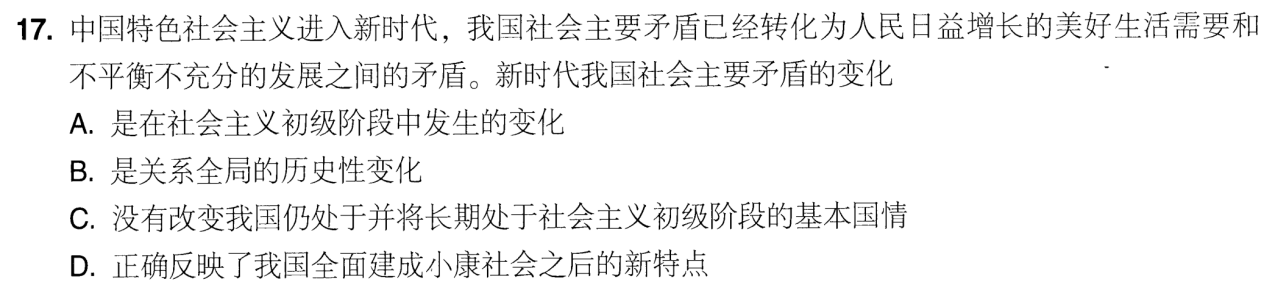 17. 中国特色社会主义进入新时代，我国社会主要矛盾已经转化为人民日益增长的美好生活需要和
不平衡不充分的发展之间的矛盾。新时代我国社会主要矛盾的变化
A. 是在社会主义初级阶段中发生的变化
B. 是关系全局的历史性变化
C. 没有改变我国仍处于并将长期处于社会主义初级阶段的基本国情
D. 正确反映了我国全面建成小康社会之后的新特点